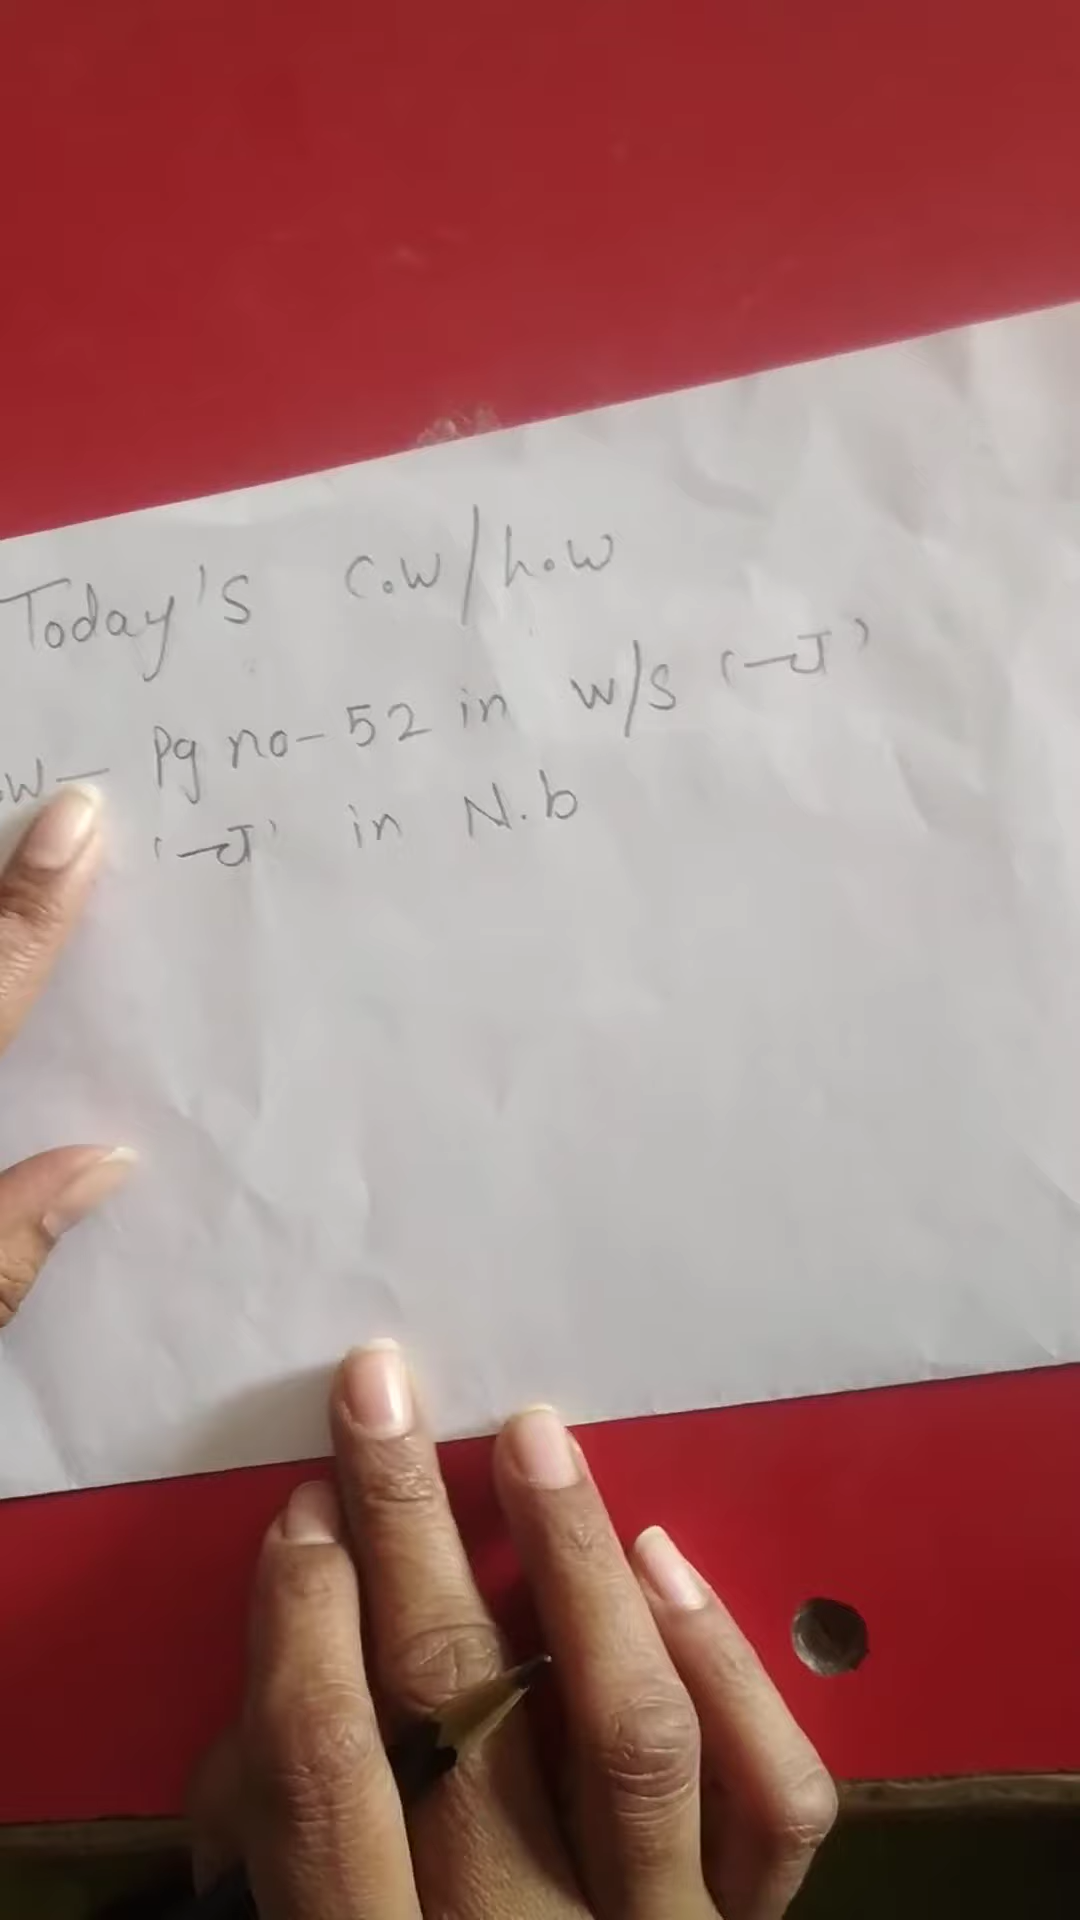 Today's C.W/h.w
.W— Pg no-52 in W/S '⇁J'
'⇁J' in N.b